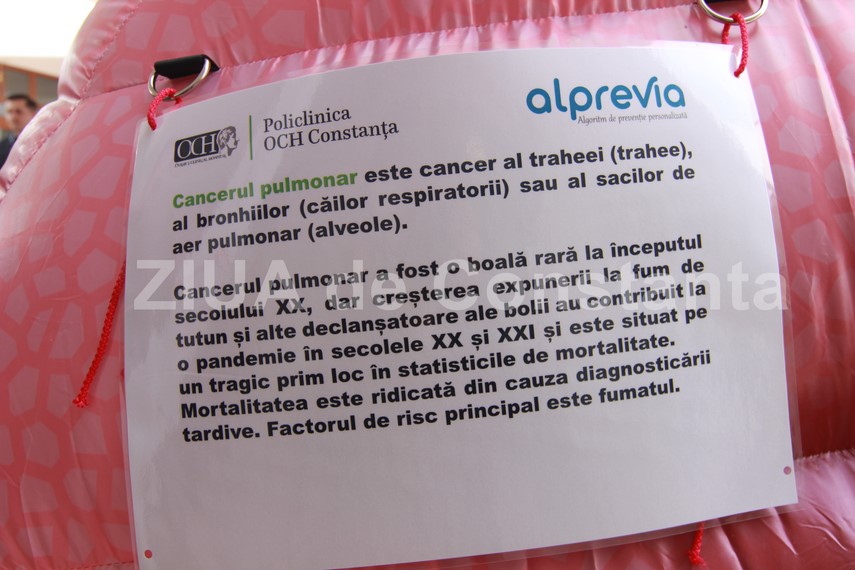 OCH
Policlinica
OCH Constanța
alprevia
Algoritm de prevenție personalizată
Cancerul pulmonar este cancer al traheei (trahee),
al bronhiilor (căilor respiratorii) sau al sacilor de
aer pulmonar (alveole).
Cancerul pulmonar a fost o boală rară la începutul
secoiului XX, dar creșterea expunerii la fum de
tutun și alte declanșatoare ale bolii au contribuit la
o pandemie în secolele XX și XXI și este situat pe
un tragic prim loc în statisticile de mortalitate.
Mortalitatea este ridicată din cauza diagnosticării
tardive. Factorul de risc principal este fumatul.
ZIUA de Constanta